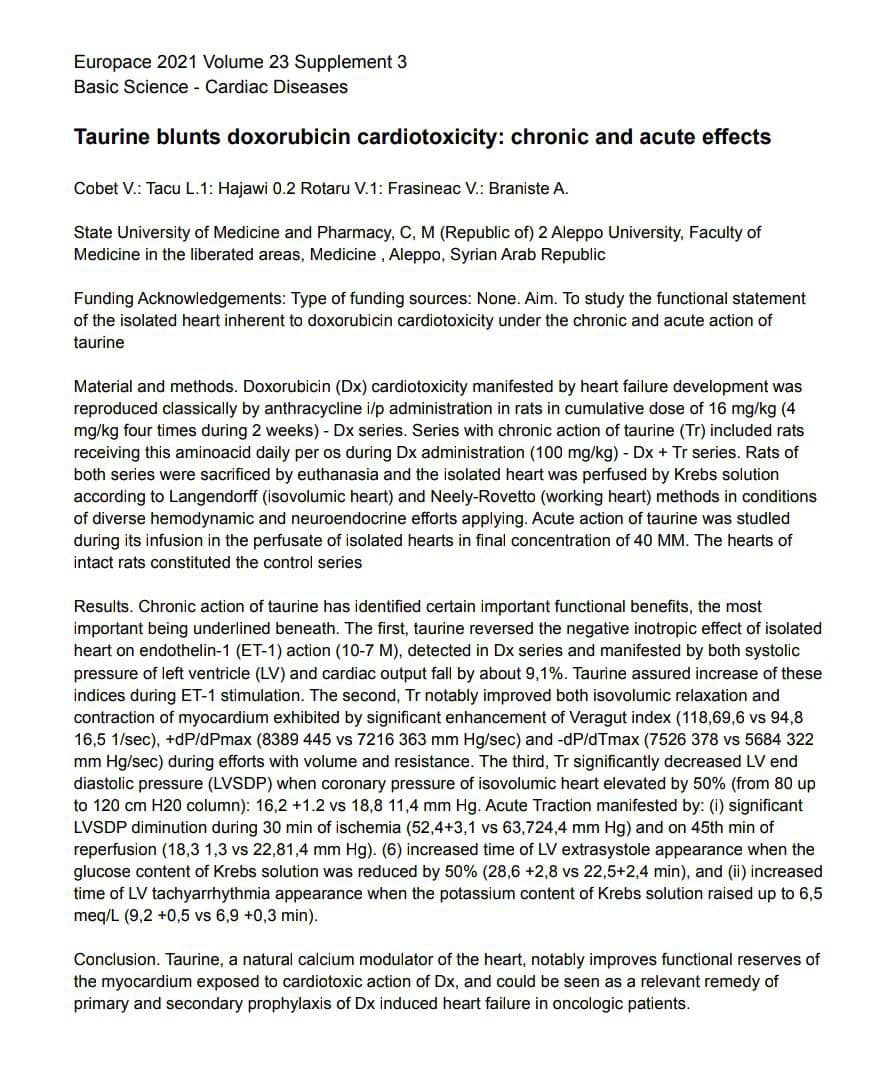 Europace 2021 Volume 23 Supplement 3
Basic Science - Cardiac Diseases
Taurine blunts doxorubicin cardiotoxicity: chronic and acute effects
Cobet V.: Tacu L.1: Hajawi 0.2 Rotaru V.1: Frasineac V.: Braniste A.
State University of Medicine and Pharmacy, C, M (Republic of) 2 Aleppo University, Faculty of
Medicine in the liberated areas, Medicine , Aleppo, Syrian Arab Republic
Funding Acknowledgements: Type of funding sources: None. Aim. To study the functional statement
of the isolated heart inherent to doxorubicin cardiotoxicity under the chronic and acute action of
taurine
Material and methods. Doxorubicin (Dx) cardiotoxicity manifested by heart failure development was
reproduced classically by anthracycline i/p administration in rats in cumulative dose of 16 mg/kg (4
mg/kg four times during 2 weeks) - Dx series. Series with chronic action of taurine (Tr) included rats
receiving this aminoacid daily per os during Dx administration (100 mg/kg) - Dx + Tr series. Rats of
both series were sacrificed by euthanasia and the isolated heart was perfused by Krebs solution
according to Langendorff (isovolumic heart) and Neely-Rovetto (working heart) methods in conditions
of diverse hemodynamic and neuroendocrine efforts applying. Acute action of taurine was studled
during its infusion in the perfusate of isolated hearts in final concentration of 40 MM. The hearts of
intact rats constituted the control series
Results. Chronic action of taurine has identified certain important functional benefits, the most
important being underlined beneath. The first, taurine reversed the negative inotropic effect of isolated
heart on endothelin-1 (ET-1) action (10-7 M), detected in Dx series and manifested by both systolic
pressure of left ventricle (LV) and cardiac output fall by about 9,1%. Taurine assured increase of these
indices during ET-1 stimulation. The second, Tr notably improved both isovolumic relaxation and
contraction of myocardium exhibited by significant enhancement of Veragut index (118,69,6 vs 94,8
16,5 1/sec), +dP/dPmax (8389 445 vs 7216 363 mm Hg/sec) and -dP/dTmax (7526 378 vs 5684 322
mm Hg/sec) during efforts with volume and resistance. The third, Tr significantly decreased LV end
diastolic pressure (LVSDP) when coronary pressure of isovolumic heart elevated by 50% (from 80 up
to 120 cm H20 column): 16,2 +1.2 vs 18,8 11,4 mm Hg. Acute Traction manifested by: (i) significant
LVSDP diminution during 30 min of ischemia (52,4+3,1 vs 63,724,4 mm Hg) and on 45th min of
reperfusion (18,3 1,3 vs 22,81,4 mm Hg). (6) increased time of LV extrasystole appearance when the
glucose content of Krebs solution was reduced by 50% (28,6 +2,8 vs 22,5+2,4 min), and (ii) increased
time of LV tachyarrhythmia appearance when the potassium content of Krebs solution raised up to 6,5
meq/L (9,2 +0,5 vs 6,9 +0,3 min).
Conclusion. Taurine, a natural calcium modulator of the heart, notably improves functional reserves of
the myocardium exposed to cardiotoxic action of Dx, and could be seen as a relevant remedy of
primary and secondary prophylaxis of Dx induced heart failure in oncologic patients.